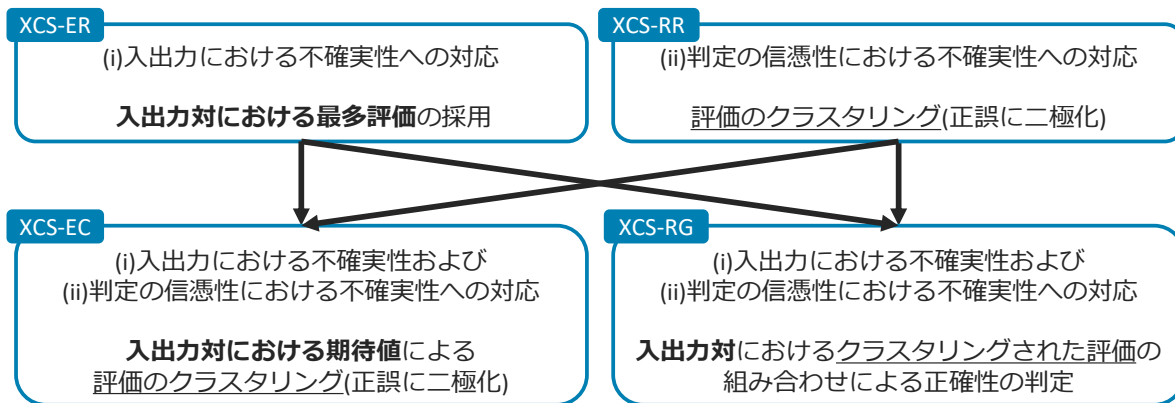 XCS-ER
(i)入出力における不確実性への対応
入出力対における最多評価の採用
XCS-RR
(ii)判定の信憑性における不確実性への対応
評価のクラスタリング(正誤に二極化)
XCS-EC
(i)入出力における不確実性および
(ii)判定の信憑性における不確実性への対応
入出力対における期待値による
評価のクラスタリング(正誤に二極化)
XCS-RG
(i)入出力における不確実性および
(ii)判定の信憑性における不確実性への対応
入出力対におけるクラスタリングされた評価の
組み合わせによる正確性の判定